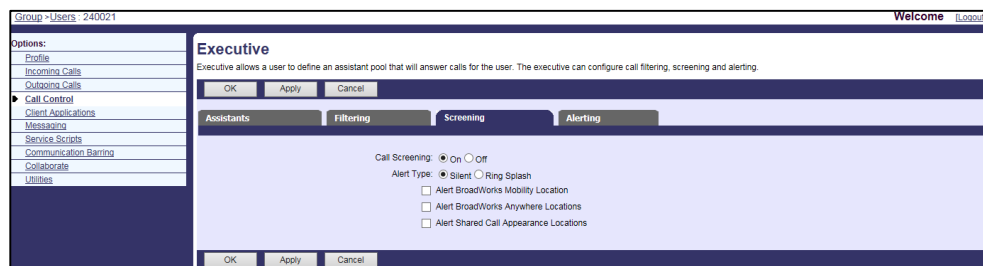 Group >Users : 240021
Welcome [Logout
Options:
Profile
Incoming Calls
Outgoing Calls
Call Control
Client Applications
Messaging
Service Scripts
Communication Barring
Collaborate
Utilities
Executive
Executive allows a user to define an assistant pool that will answer calls for the user. The executive can configure call filtering, screening and alerting.
OK Apply Cancel
Assistants Filtering Screening Alerting
Call Screening: On Off
Alert Type: Silent Ring Splash
Alert BroadWorks Mobility Location
Alert BroadWorks Anywhere Locations
Alert Shared Call Appearance Locations
OK Apply Cancel